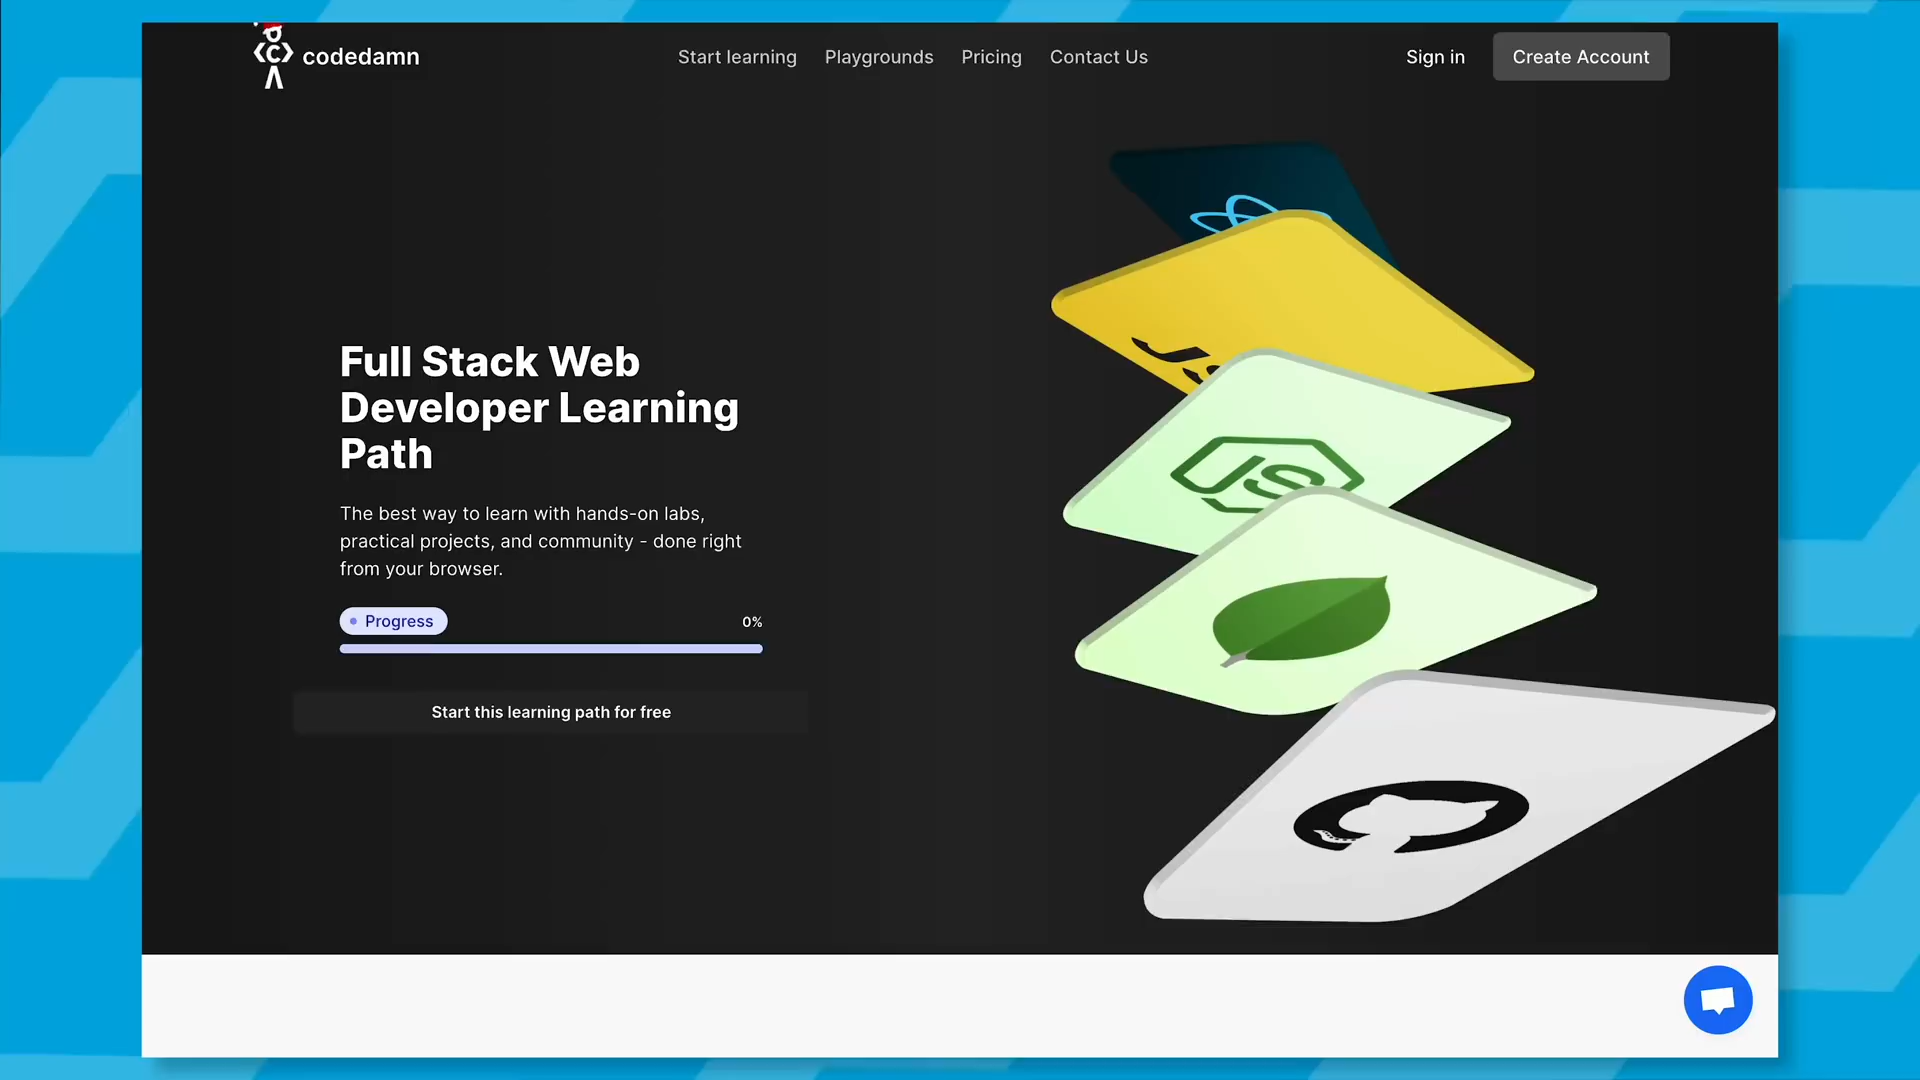 codedamn
Start learning
Playgrounds
Pricing
Contact Us
Sign in
Create Account
Full Stack Web
Developer Learning
Path
The best way to learn with hands-on labs,
practical projects, and community - done right
from your browser.
Progress
0%
Start this learning path for free
JS
JS